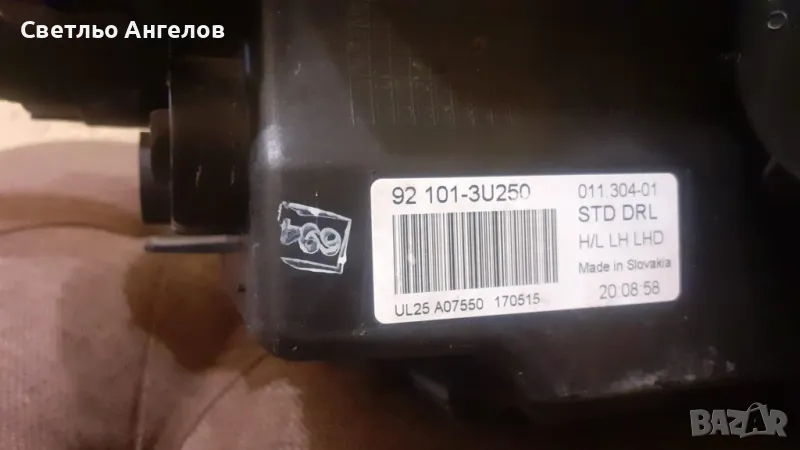 Светльо Ангелов
92 101-3U250
011.304-01
STD DRL
H/L LH LHD
Made in Slovakia
UL25 A07550 170515
20:08:58
BAZAR